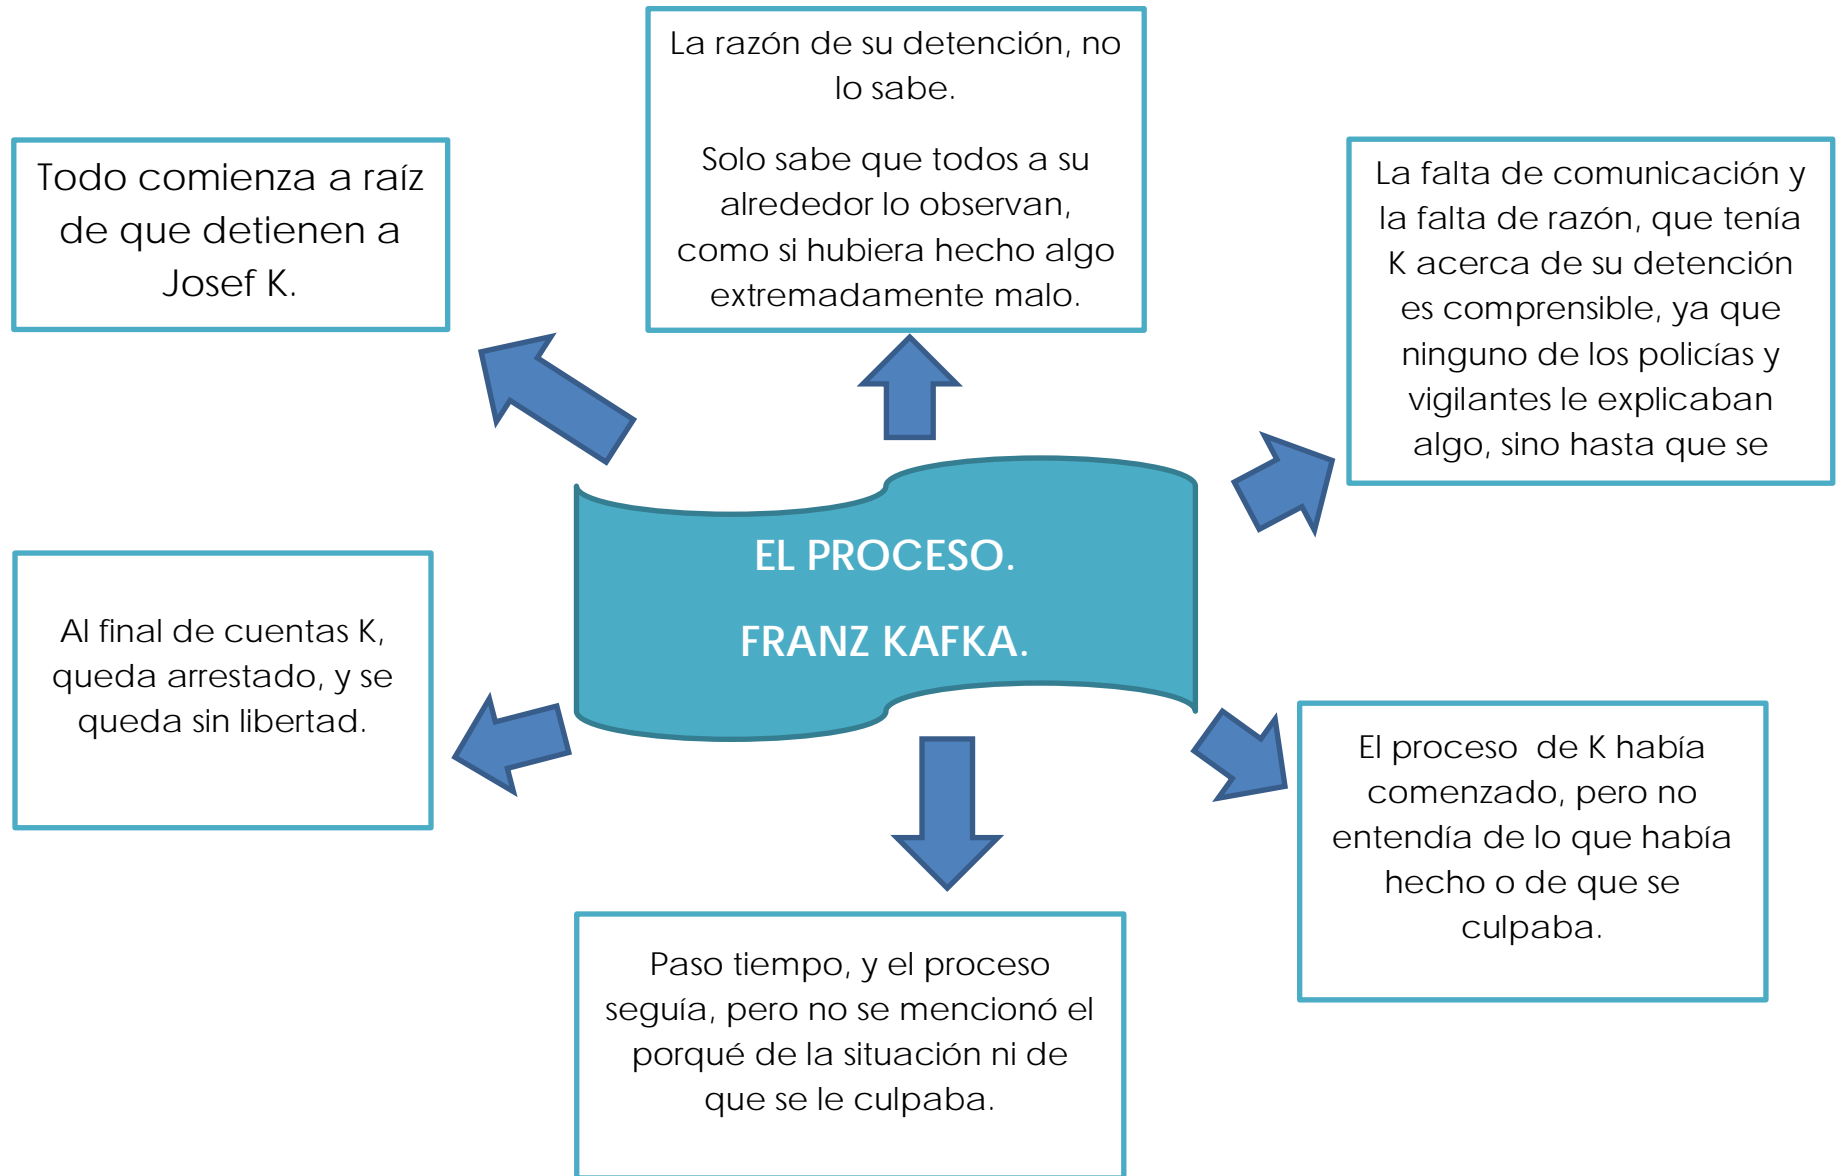 Todo comienza a raíz
de que detienen a
Josef K.
La razón de su detención, no
lo sabe.
Solo sabe que todos a su
alrededor lo observan,
como si hubiera hecho algo
extremadamente malo.
La falta de comunicación y
la falta de razón, que tenía
K acerca de su detención
es comprensible, ya que
ninguno de los policías y
vigilantes le explicaban
algo, sino hasta que se
EL PROCESO.
FRANZ KAFKA.
El proceso  de K había
comenzado, pero no
entendía de lo que había
hecho o de que se
culpaba.
Paso tiempo, y el proceso
seguía, pero no se mencionó el
porqué de la situación ni de
que se le culpaba.
Al final de cuentas K,
queda arrestado, y se
queda sin libertad.